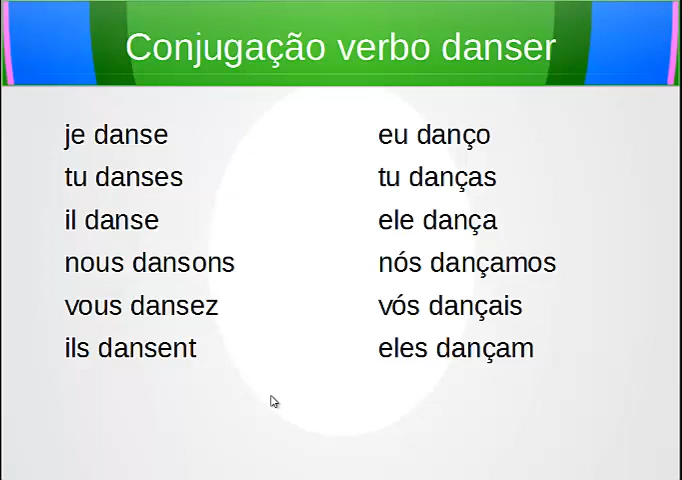 Conjugação verbo danser
je danse eu danço
tu danses tu danças
il danse ele dança
nous dansons nós dançamos
vous dansez vós dançais
ils dansent eles dançam